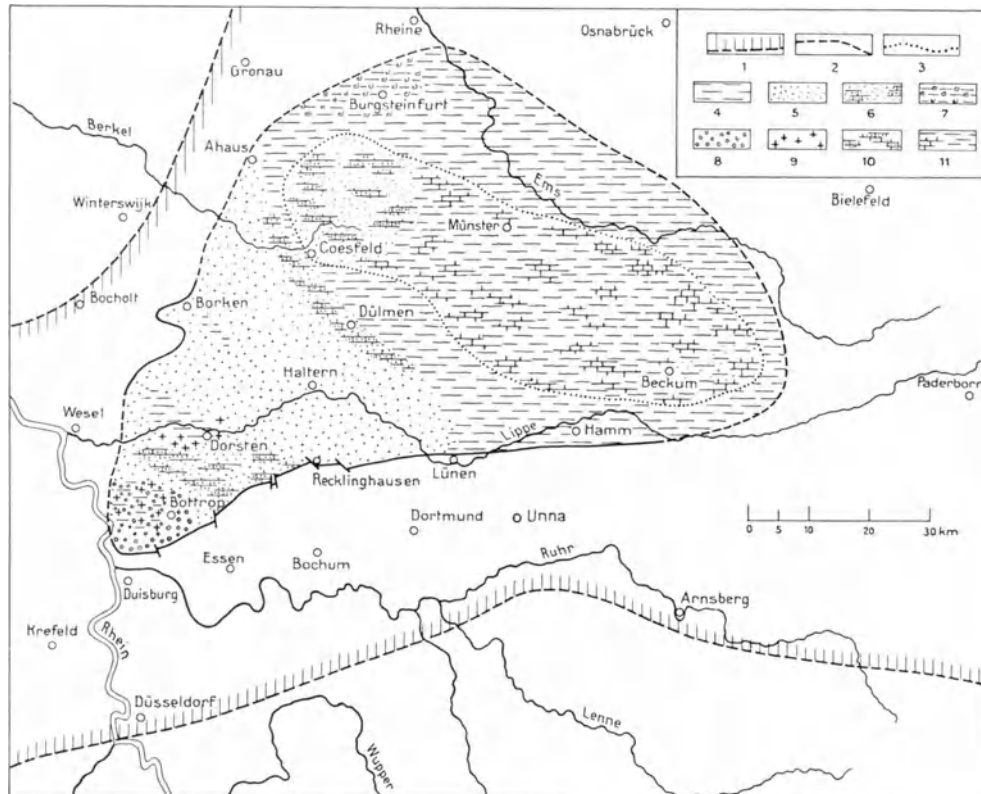 Rheine
Osnabrück
Gronau
1
2
3
Burgsteinfurt
4
5
6
7
Berkel
8
9
10
11
Ahaus
Ems
Bielefeld
Winterswijk
Münster
Coesfeld
Bocholt
Borken
Dülmen
Haltern
Beckum
Paderborn
Wesel
Lippe
Hamm
Dorsten
Recklinghausen
Lünen
Bottrop
Dortmund
Unna
0 5 10 20 30 km
Essen
Bochum
Ruhr
Duisburg
Arnsberg
Krefeld
Rhein
Düsseldorf
Lenne
Wupper